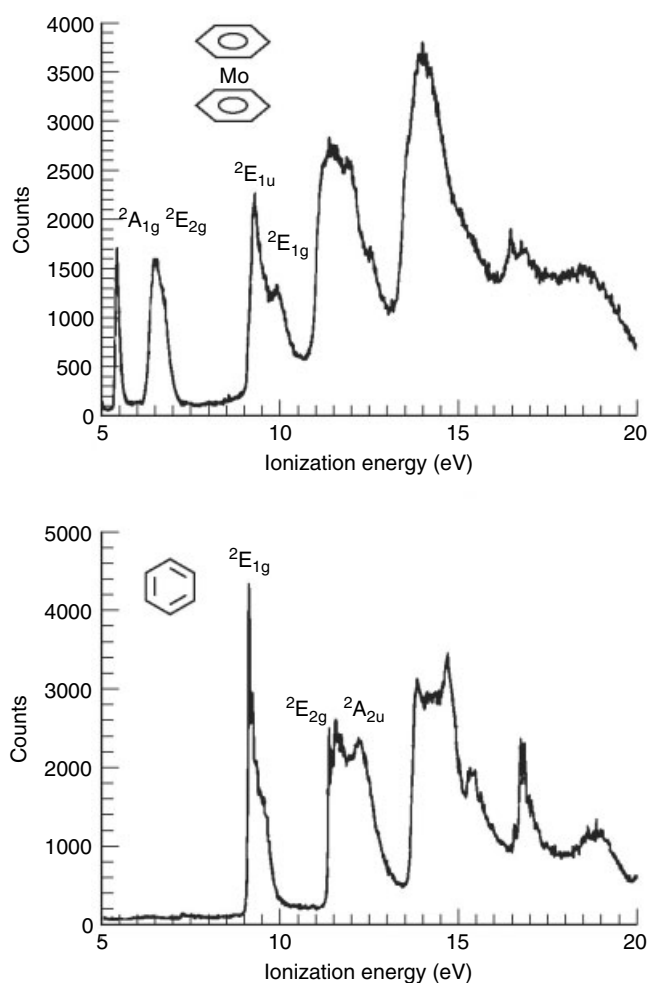 4000
3500
3000
2500
2000
1500
1000
500
0
Counts
Mo
²A₁g ²E₂g
²E₁u
²E₁g
5 10 15 20
Ionization energy (eV)
5000
4000
3000
2000
1000
0
Counts
²E₁g
²E₂g ²A₂u
5 10 15 20
Ionization energy (eV)